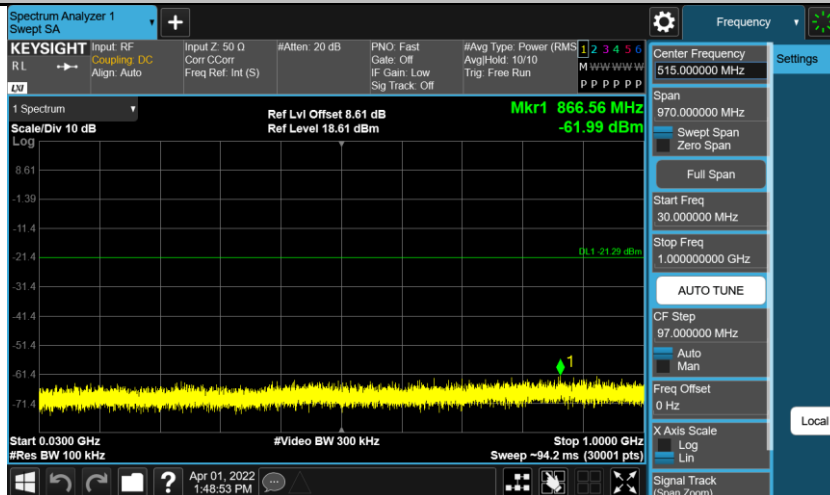 Spectrum Analyzer 1
Swept SA
+
Frequency
KEYSIGHT
RL
LXI
Input: RF
Coupling: DC
Align: Auto
Input Z: 50 Ω
Corr CCorr
Freq Ref: Int (S)
#Atten: 20 dB
PNO: Fast
Gate: Off
IF Gain: Low
Sig Track: Off
#Avg Type: Power (RMS
Avg|Hold: 10/10
Trig: Free Run
1 2 3 4 5 6
M W W W W W
P P P P P P
1 Spectrum
Scale/Div 10 dB
Log
Ref Lvl Offset 8.61 dB
Ref Level 18.61 dBm
Mkr1 866.56 MHz
-61.99 dBm
8.61
-1.39
-11.4
-21.4
-31.4
-41.4
-51.4
-61.4
-71.4
DL1 -21.29 dBm
1
Start 0.0300 GHz
#Res BW 100 kHz
#Video BW 300 kHz
Stop 1.0000 GHz
Sweep ~94.2 ms (30001 pts)
Apr 01, 2022
1:48:53 PM
?
Center Frequency
515.000000 MHz
Span
970.000000 MHz
Swept Span
Zero Span
Full Span
Start Freq
30.000000 MHz
Stop Freq
1.000000000 GHz
AUTO TUNE
CF Step
97.000000 MHz
Auto
Man
Freq Offset
0 Hz
X Axis Scale
Log
Lin
Signal Track
(Span Zoom)
Settings
Local